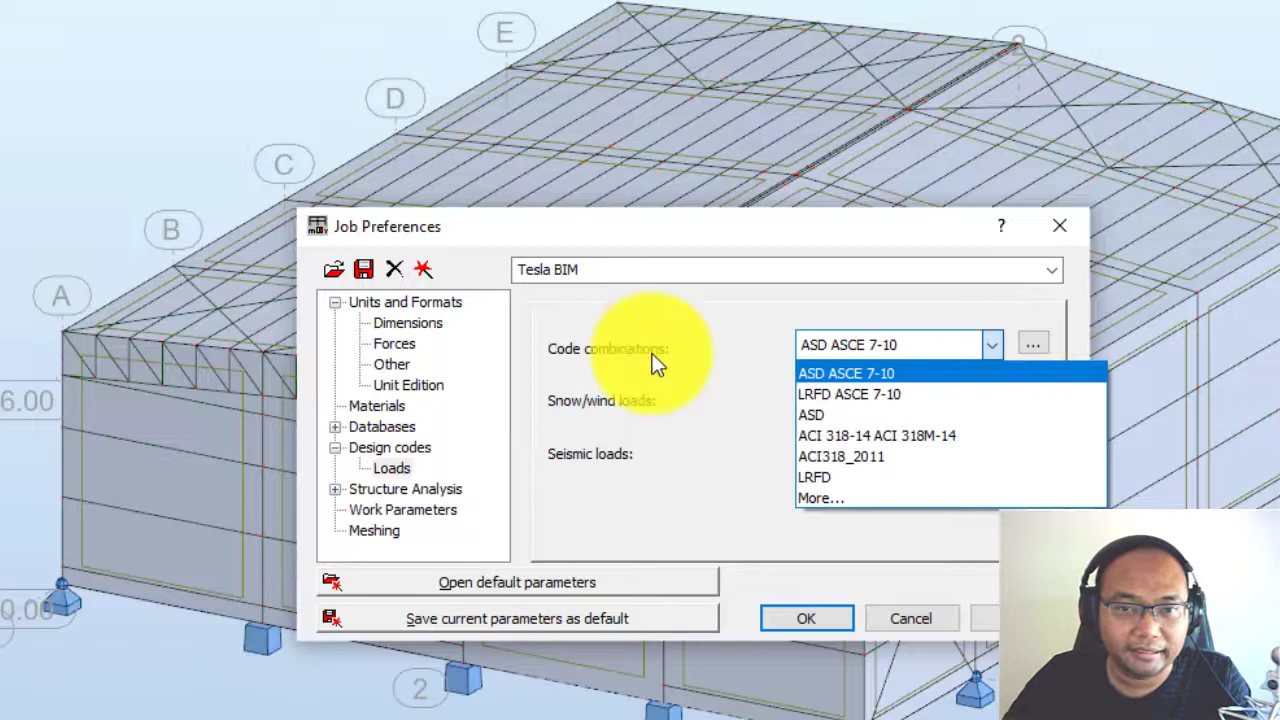 E
D
C
B
A
6.00
0.00
2
Job Preferences
?
Tesla BIM
Units and Formats
Dimensions
Forces
Other
Unit Edition
Materials
Databases
Design codes
Loads
Structure Analysis
Work Parameters
Meshing
Code combinations:
ASD ASCE 7-10
...
ASD ASCE 7-10
LRFD ASCE 7-10
ASD
ACI 318-14 ACI 318M-14
ACI318_2011
LRFD
More...
Snow/wind loads:
Seismic loads:
Open default parameters
Save current parameters as default
OK
Cancel